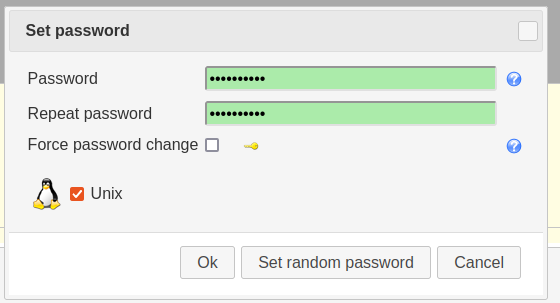 Set password
Password ••••••••••
Repeat password ••••••••••
Force password change
Unix
Ok Set random password Cancel